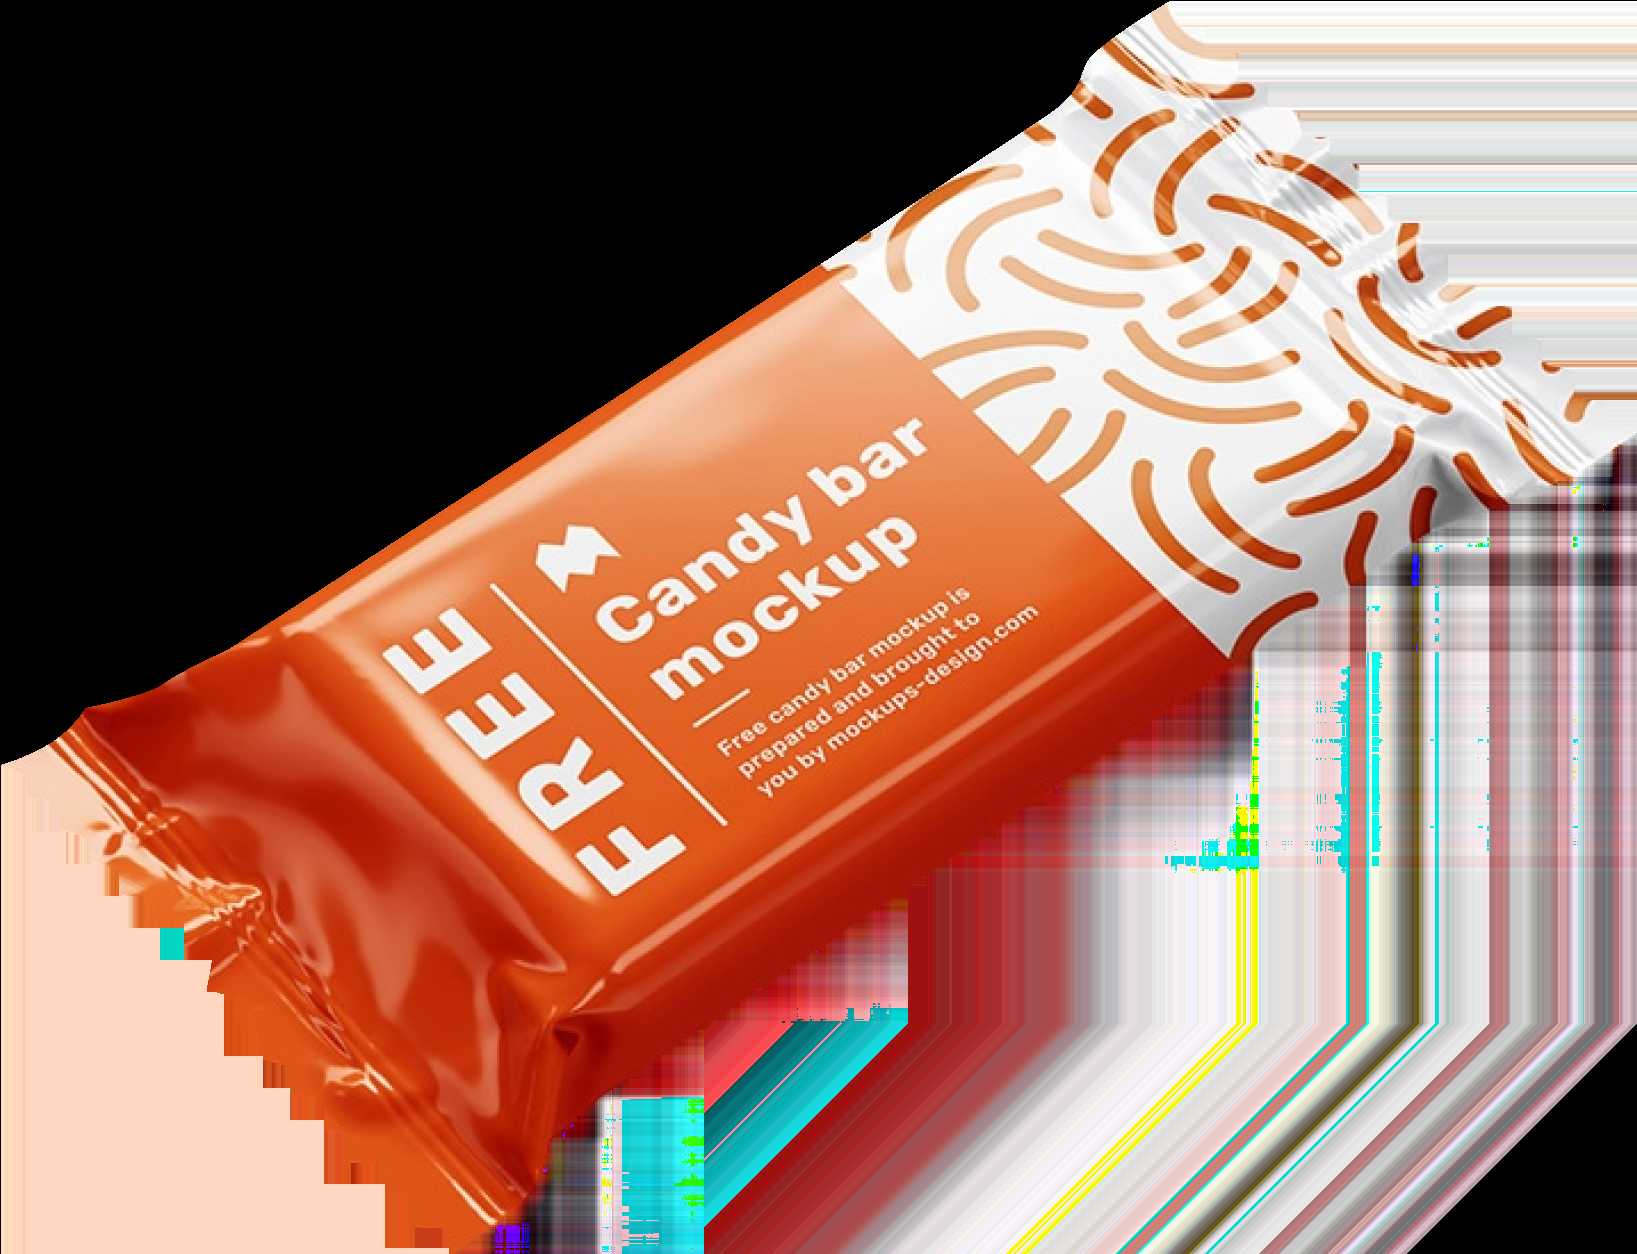 FREE
Candy bar
mockup
Free candy bar mockup is
prepared and brought to
you by mockups-design.com